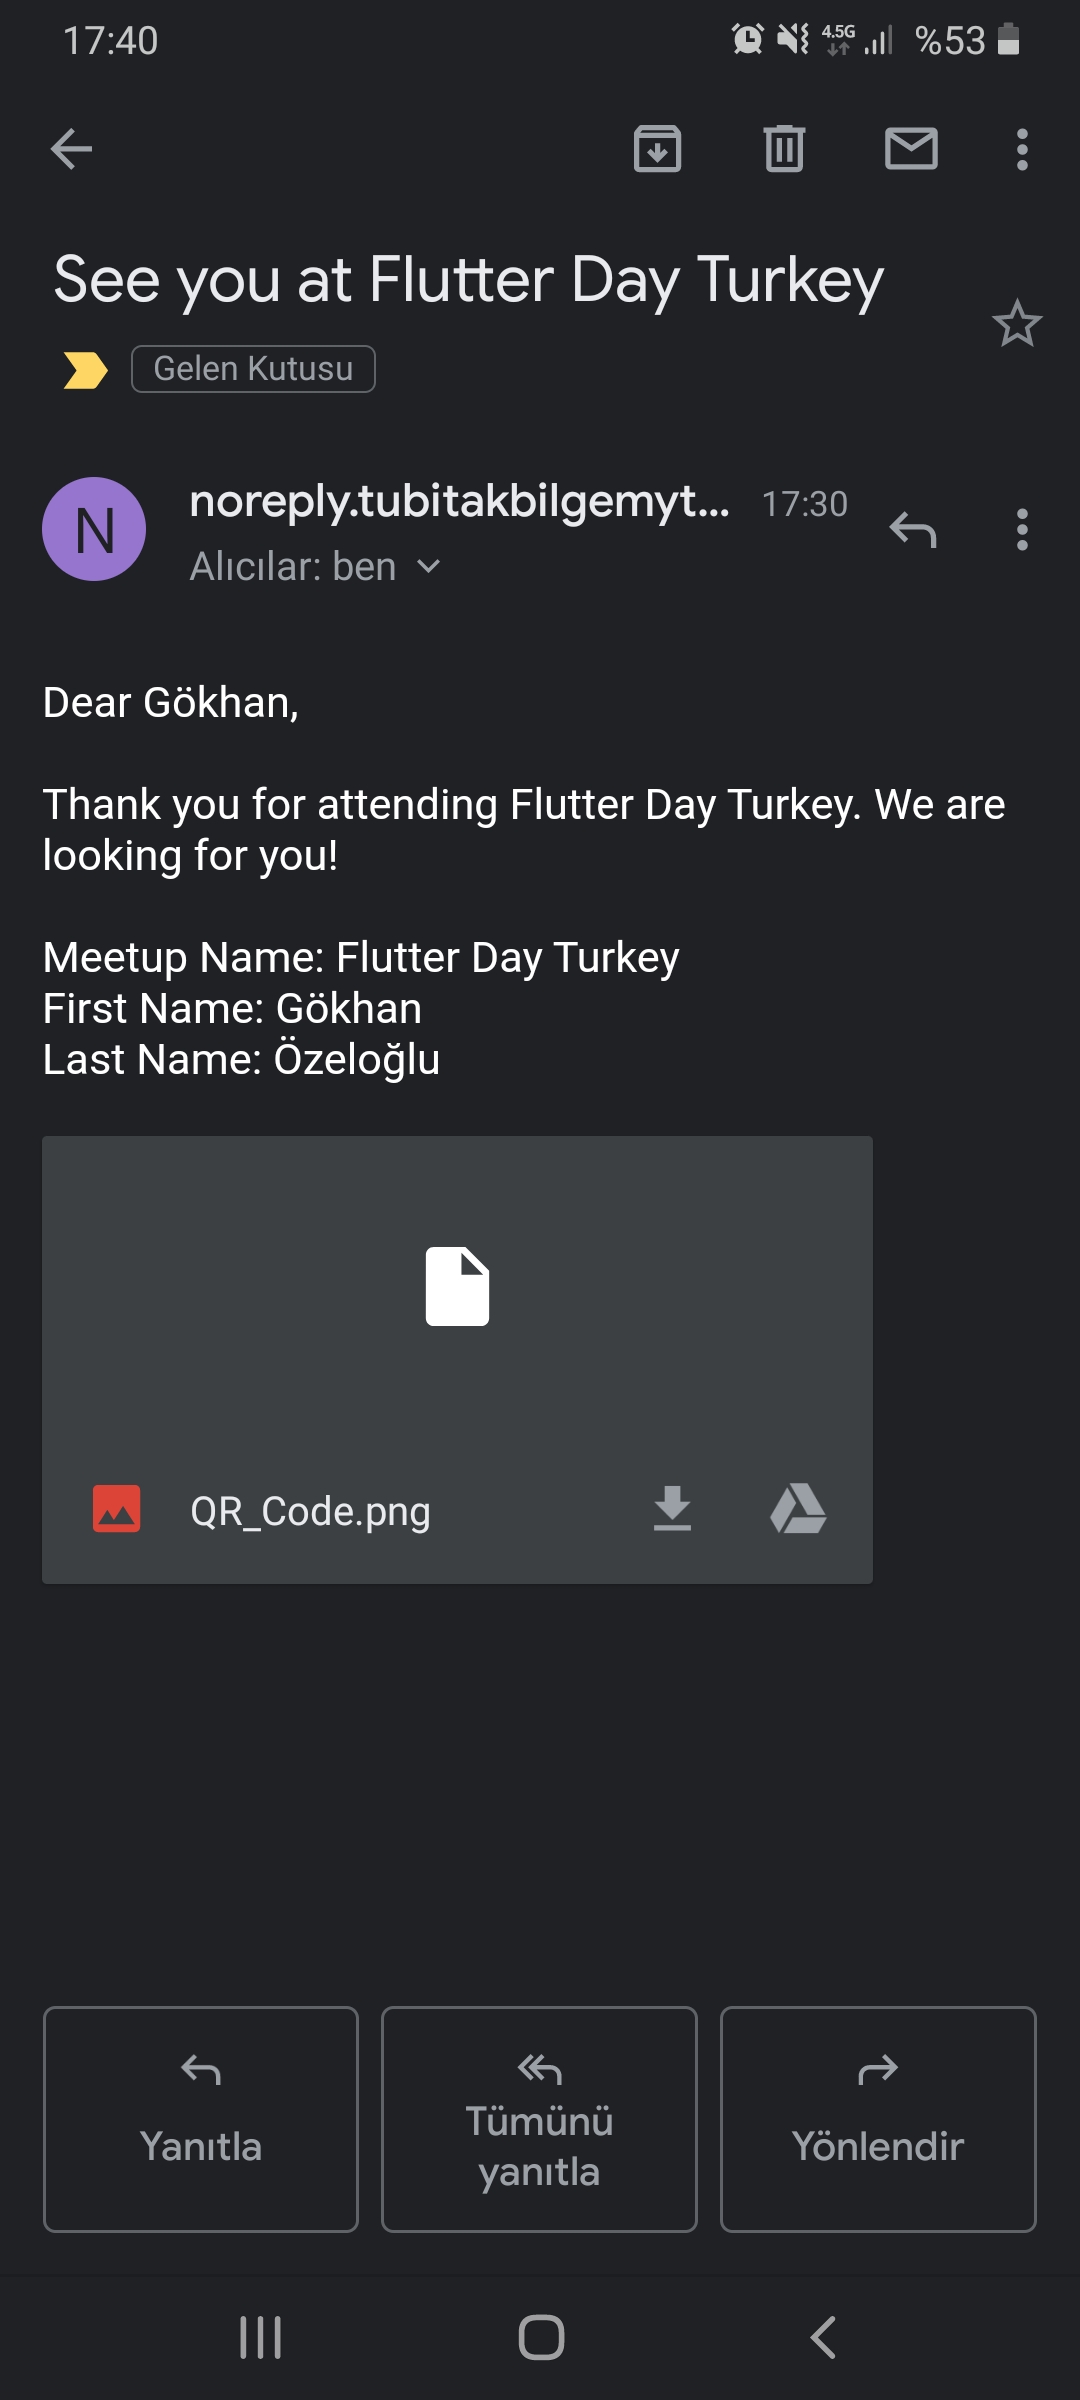 17:40
4.5G
%53
See you at Flutter Day Turkey
Gelen Kutusu
N
noreply.tubitakbilgemyt... 17:30
Alıcılar: ben
Dear Gökhan,
Thank you for attending Flutter Day Turkey. We are
looking for you!
Meetup Name: Flutter Day Turkey
First Name: Gökhan
Last Name: Özeloğlu
QR_Code.png
Yanıtla
Tümünü
yanıtla
Yönlendir